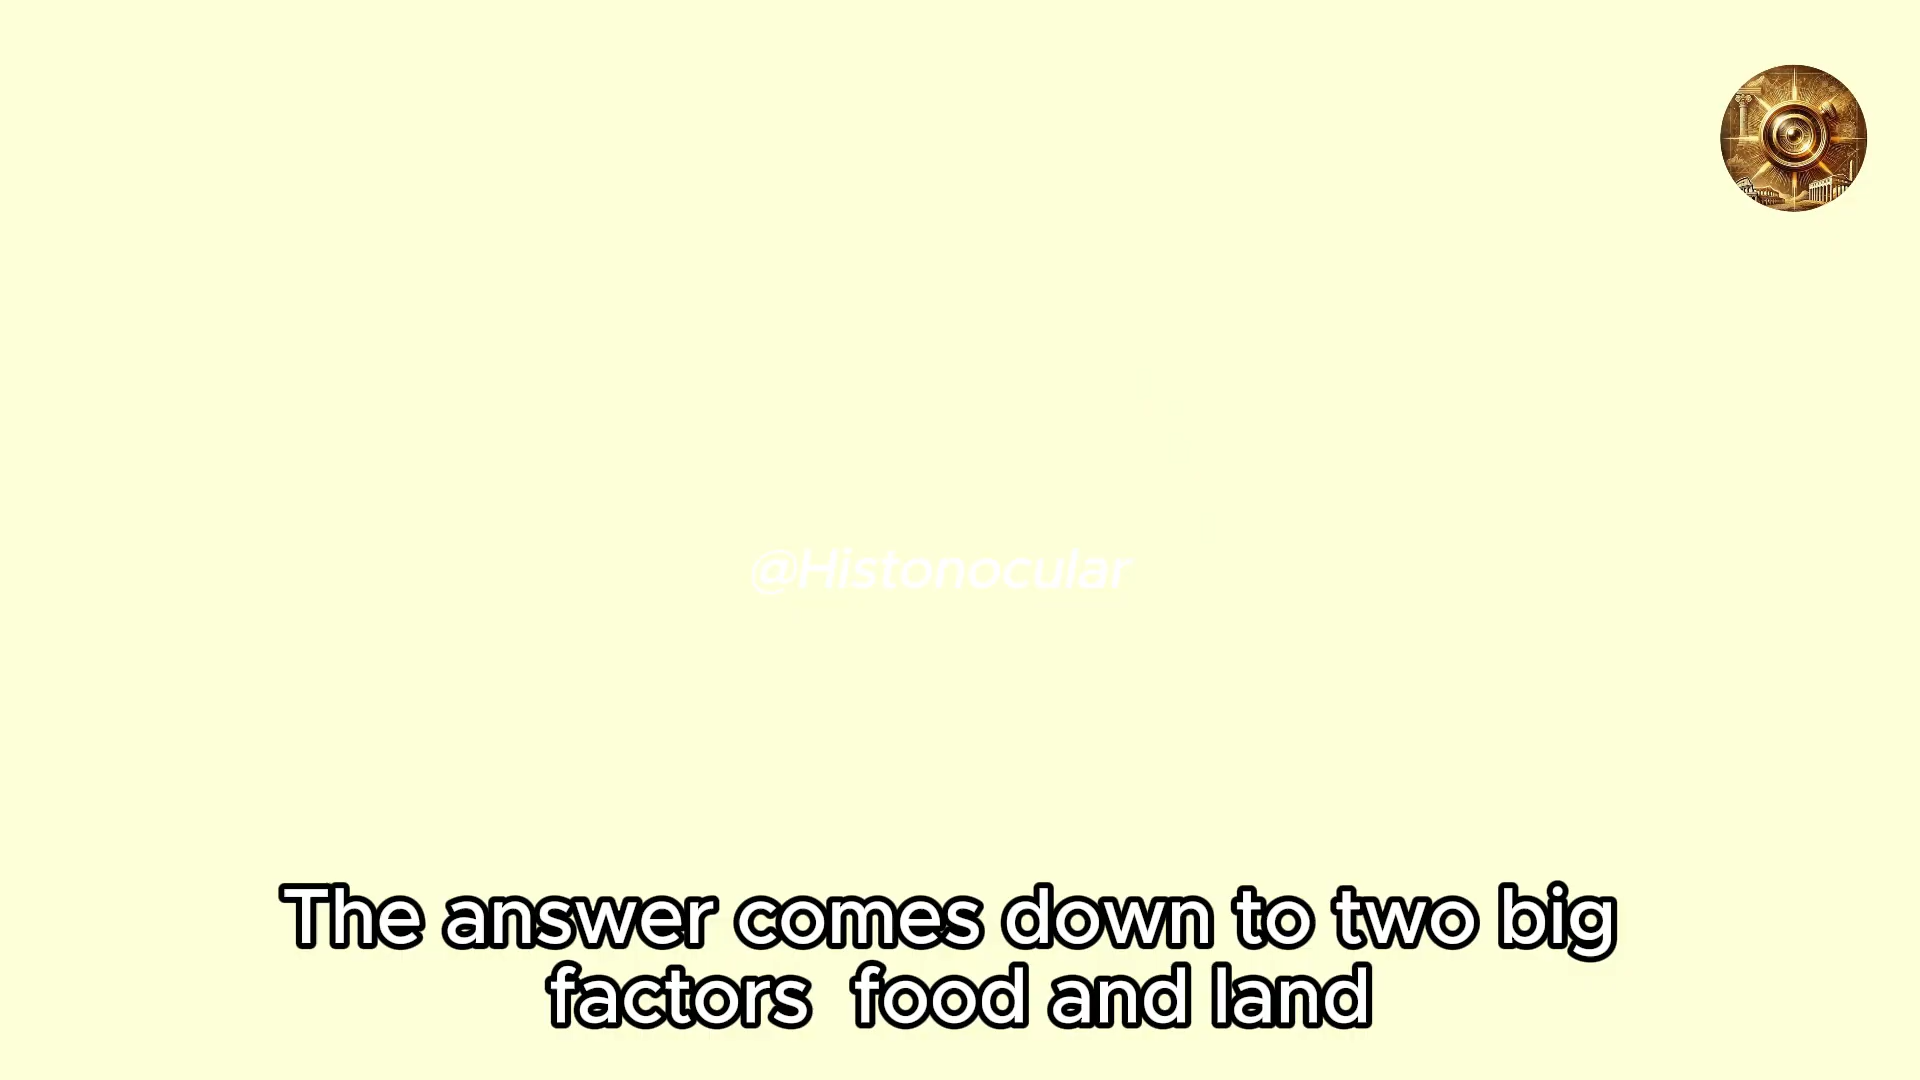 @Histonocular
The answer comes down to two big
factors  food and land